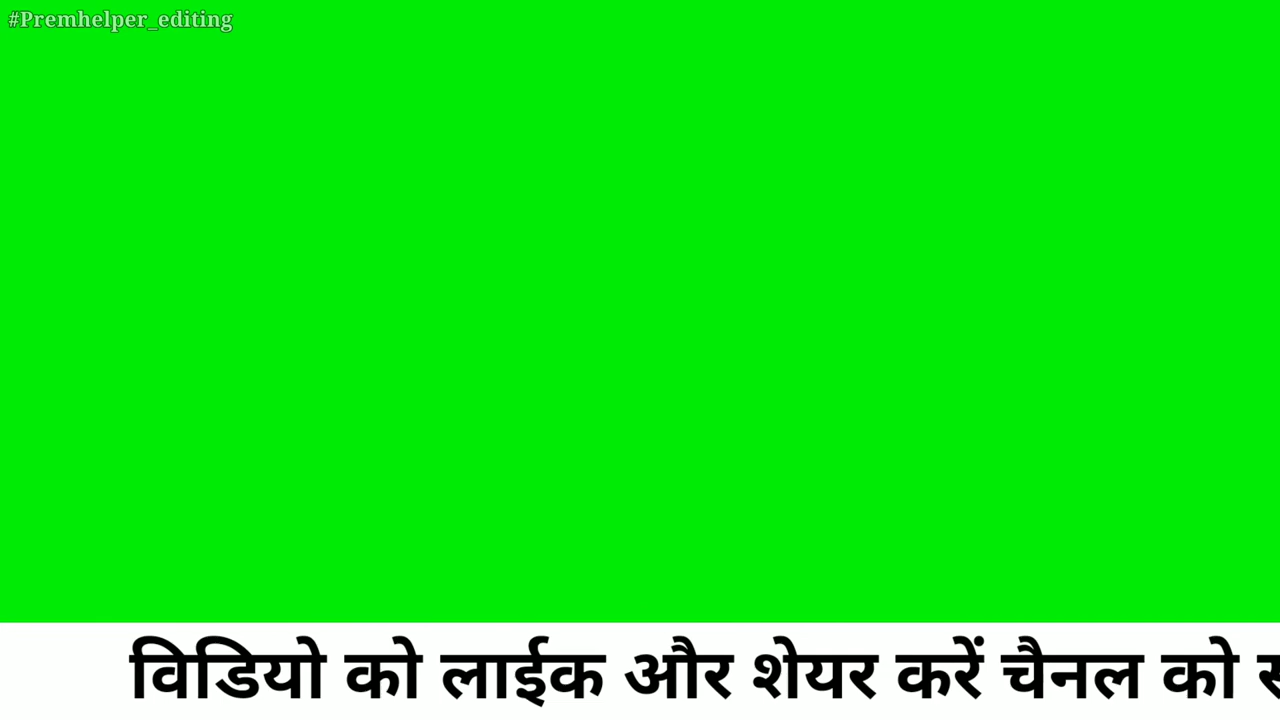 #Premhelper_editing
विडियो को लाईक और शेयर करें चैनल को